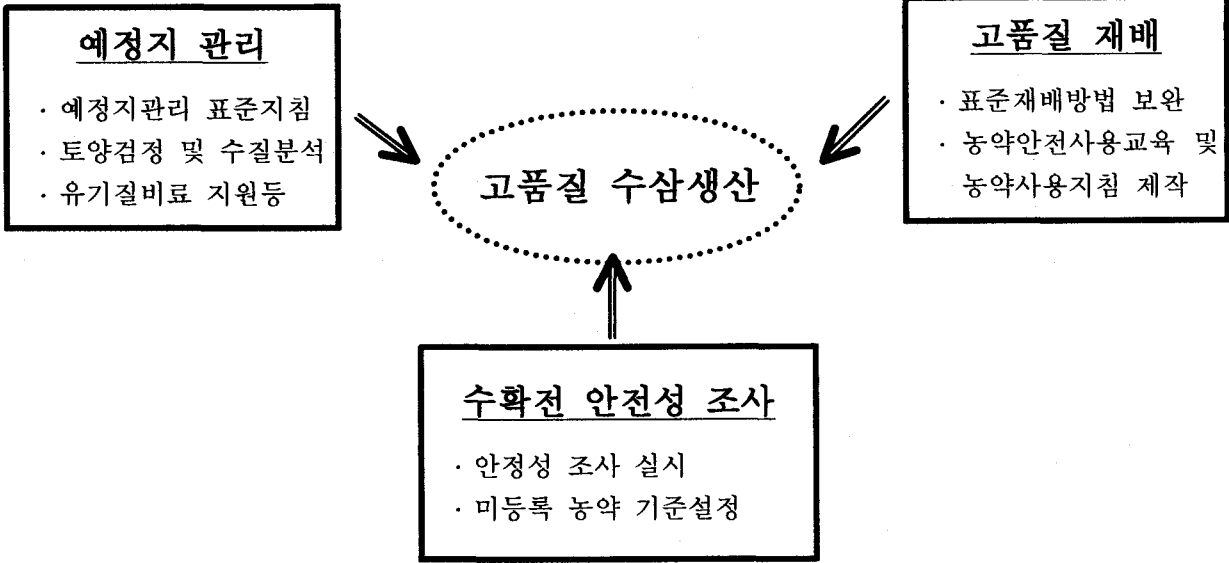 예정지 관리
· 예정지관리 표준지침
· 토양검정 및 수질분석
· 유기질비료 지원등
고품질 재배
· 표준재배방법 보완
· 농약안전사용교육 및
농약사용지침 제작
고품질 수삼생산
수확전 안전성 조사
· 안정성 조사 실시
· 미등록 농약 기준설정